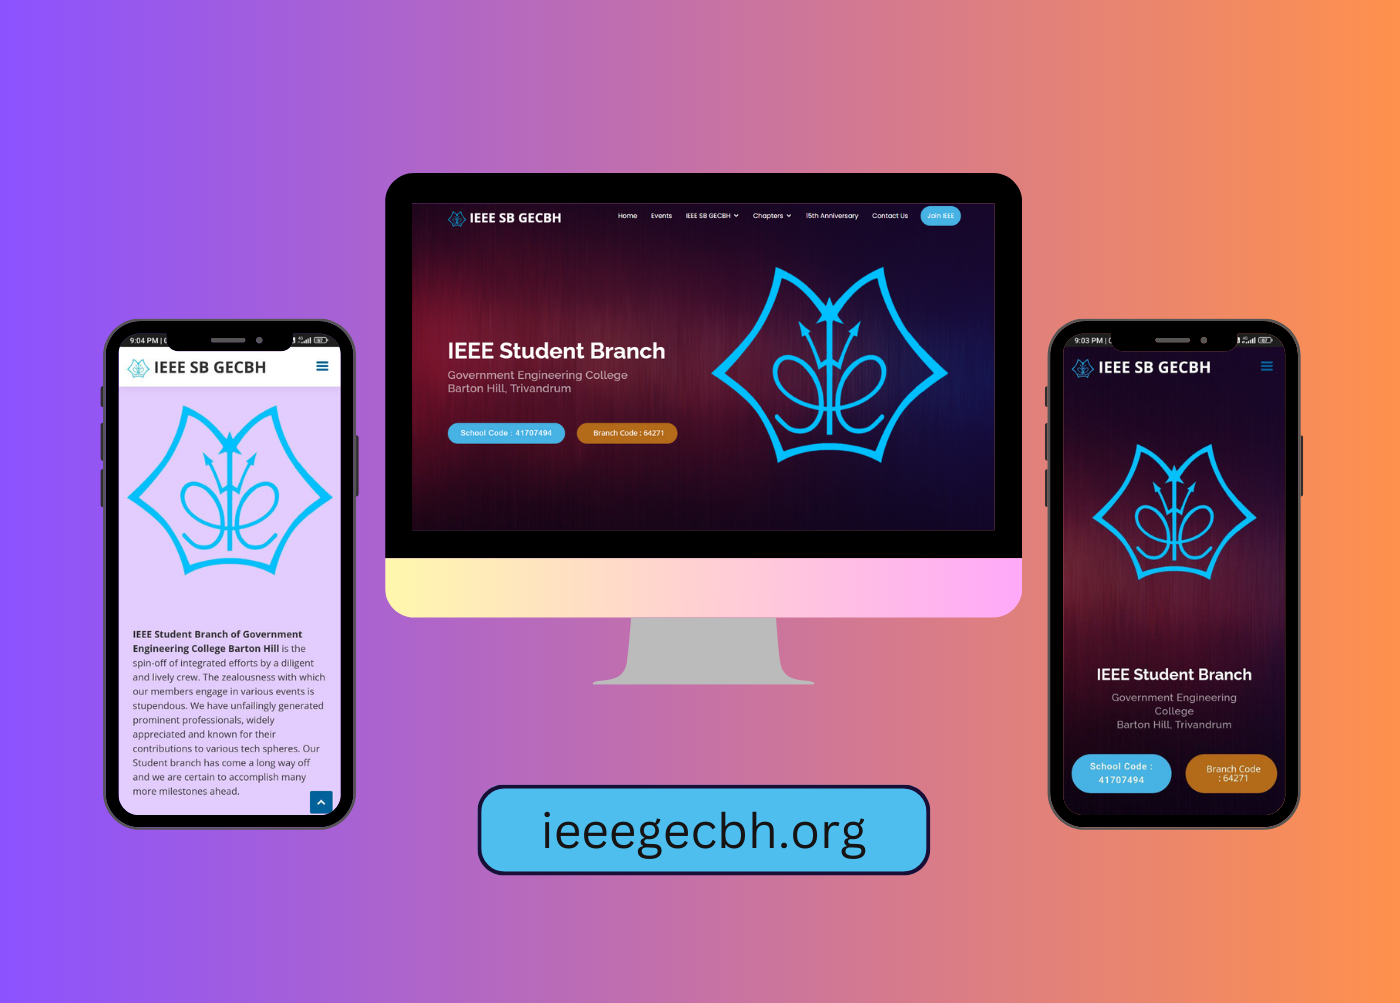 IEEE SB GECBH
Home Events IEEE SB GECBH Chapters 15th Anniversary Contact Us Join IEEE
IEEE Student Branch
Government Engineering College
Barton Hill, Trivandrum
School Code : 41707494 Branch Code : 64271
9:04 PM |
IEEE SB GECBH
IEEE Student Branch of Government
Engineering College Barton Hill is the
spin-off of integrated efforts by a diligent
and lively crew. The zealousness with which
our members engage in various events is
stupendous. We have unfailingly generated
prominent professionals, widely
appreciated and known for their
contributions to various tech spheres. Our
Student branch has come a long way off
and we are certain to accomplish many
more milestones ahead.
9:03 PM |
IEEE SB GECBH
IEEE Student Branch
Government Engineering
College
Barton Hill, Trivandrum
School Code :
41707494
Branch Code
: 64271
ieeegecbh.org